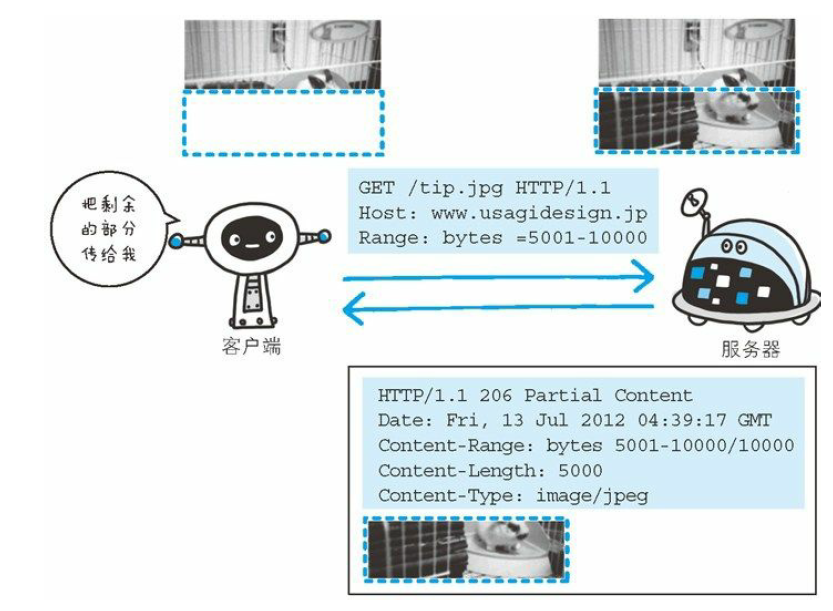 GET /tip.jpg HTTP/1.1
Host: www.usagidesign.jp
Range: bytes =5001-10000
把剩余
的部分
传给我
客户端
服务器
HTTP/1.1 206 Partial Content
Date: Fri, 13 Jul 2012 04:39:17 GMT
Content-Range: bytes 5001-10000/10000
Content-Length: 5000
Content-Type: image/jpeg